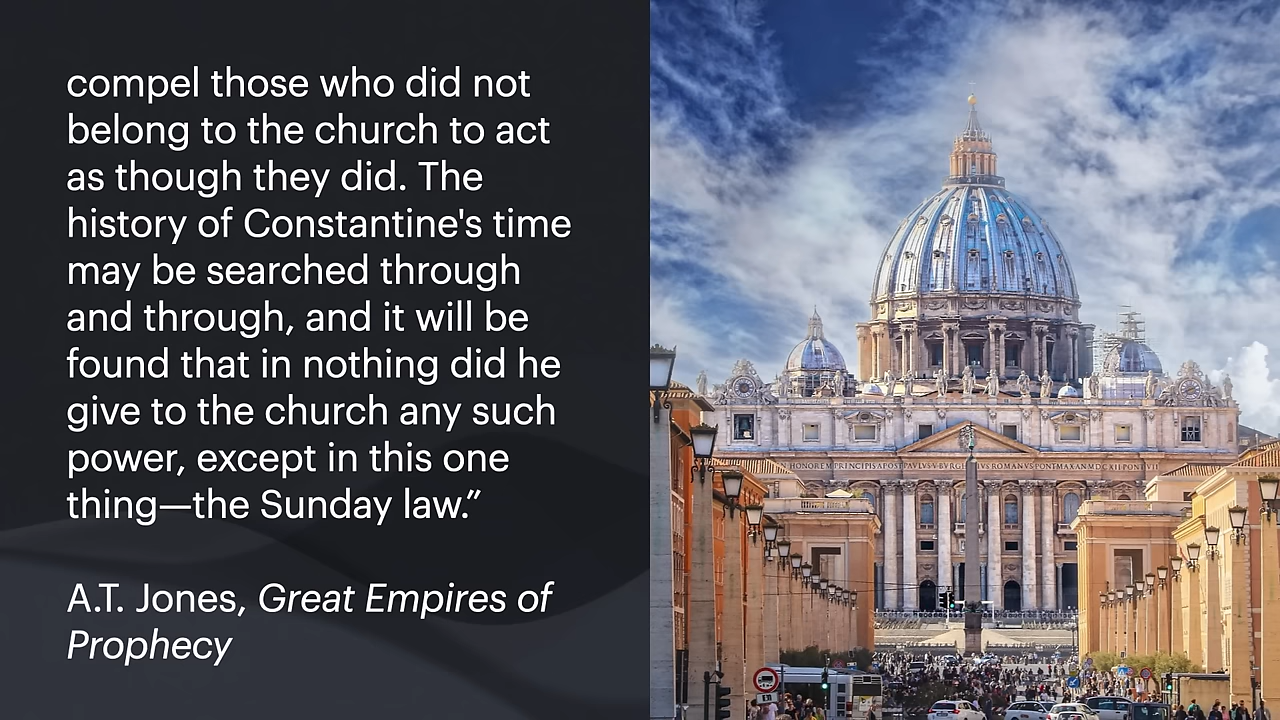 compel those who did not
belong to the church to act
as though they did. The
history of Constantine's time
may be searched through
and through, and it will be
found that in nothing did he
give to the church any such
power, except in this one
thing—the Sunday law.”
A.T. Jones, Great Empires of
Prophecy